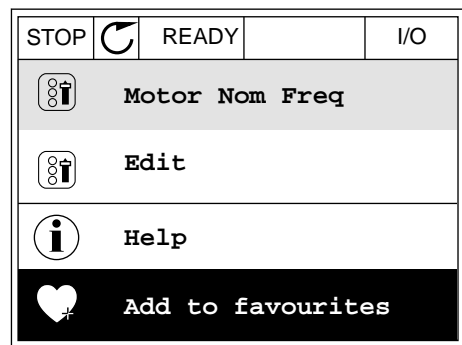 STOP READY I/O
Motor Nom Freq
Edit
Help
Add to favourites